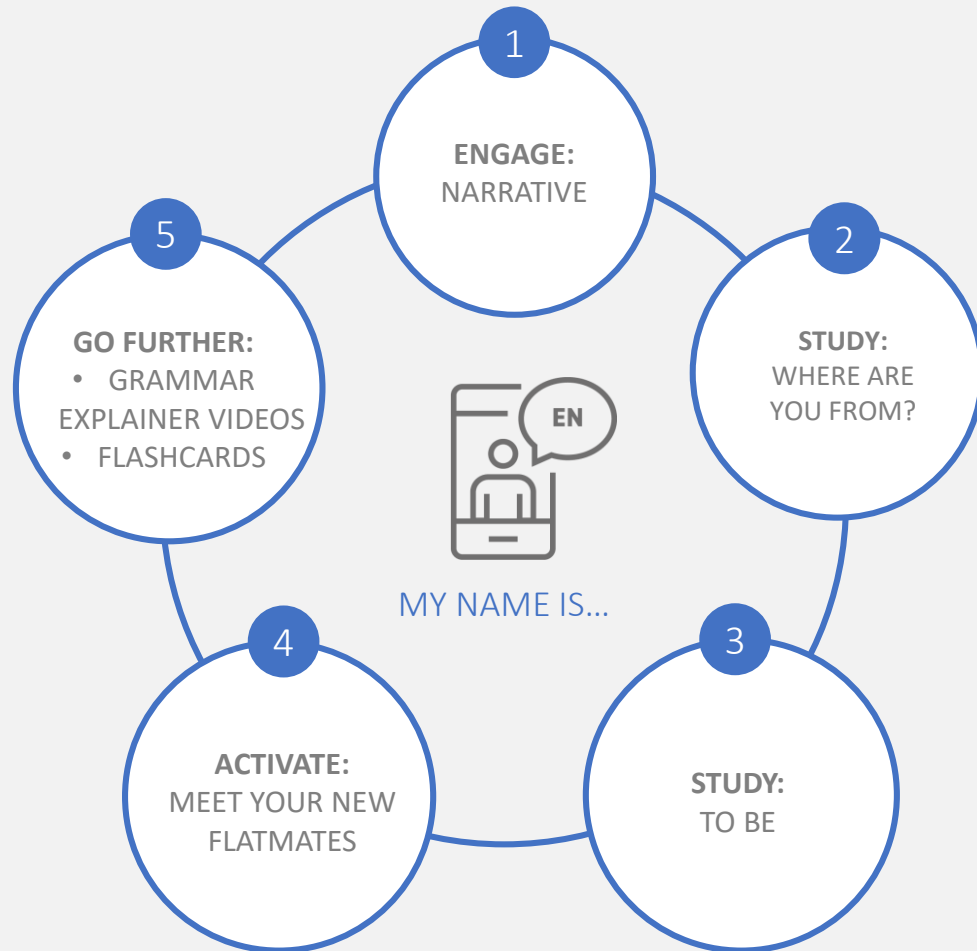 1
ENGAGE:
NARRATIVE
2
STUDY:
WHERE ARE
YOU FROM?
3
STUDY:
TO BE
4
ACTIVATE:
MEET YOUR NEW
FLATMATES
5
GO FURTHER:
• GRAMMAR
EXPLAINER VIDEOS
• FLASHCARDS
EN
MY NAME IS...